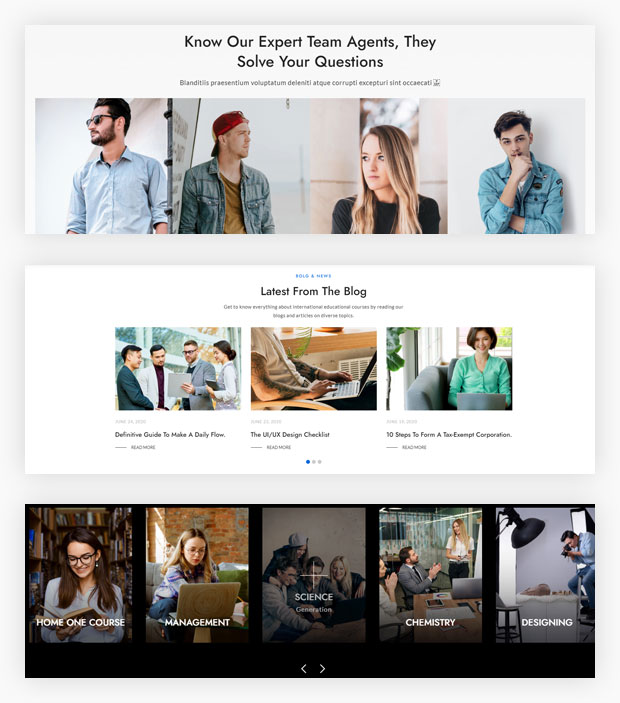 Know Our Expert Team Agents, They
Solve Your Questions
Blanditiis praesentium voluptatum deleniti atque corrupti excepturi sint occaecati
BOLG & NEWS
Latest From The Blog
Get to know everything about international educational courses by reading our
blogs and articles on diverse topics.
JUNE 24, 2020
JUNE 23, 2020
JUNE 18, 2020
Definitive Guide To Make A Daily Flow.
The UI/UX Design Checklist
10 Steps To Form A Tax-Exempt Corporation.
READ MORE
READ MORE
READ MORE
SCIENCE
Generation
HOME ONE COURSE
MANAGEMENT
CHEMISTRY
DESIGNING